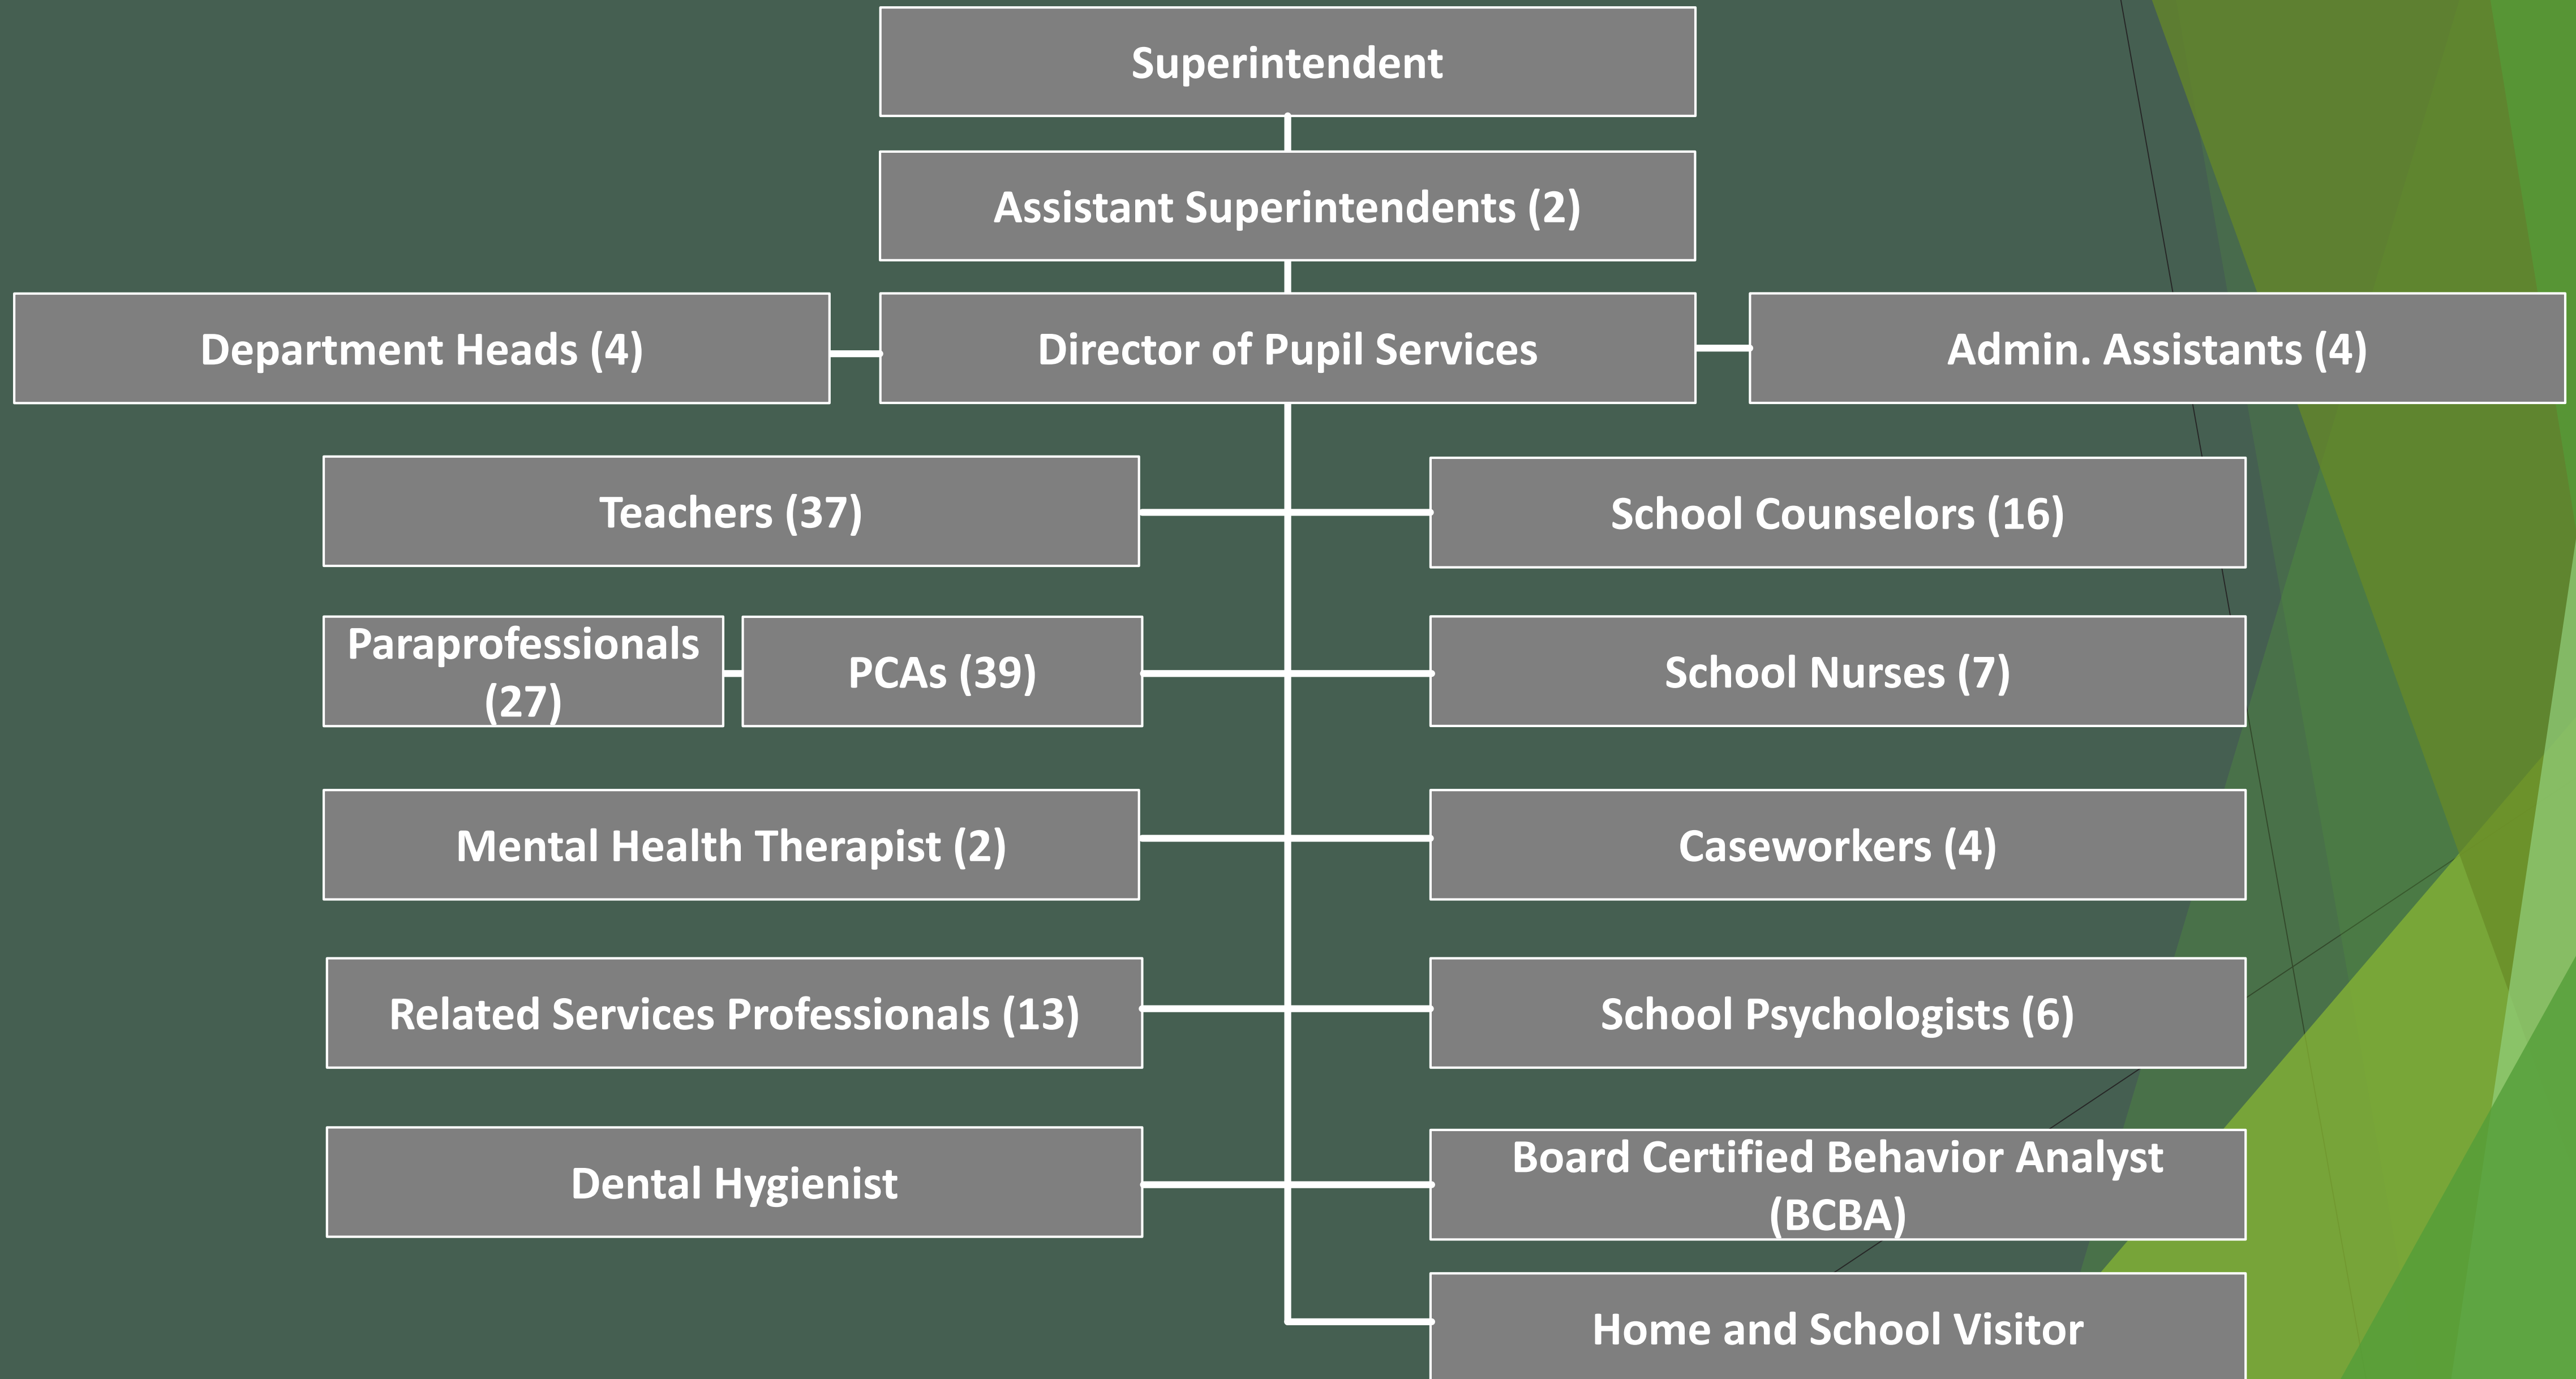 Superintendent
Assistant Superintendents (2)
Department Heads (4)
Director of Pupil Services
Admin. Assistants (4)
Teachers (37)
School Counselors (16)
Paraprofessionals
(27)
PCAs (39)
School Nurses (7)
Mental Health Therapist (2)
Caseworkers (4)
Related Services Professionals (13)
School Psychologists (6)
Dental Hygienist
Board Certified Behavior Analyst
(BCBA)
Home and School Visitor